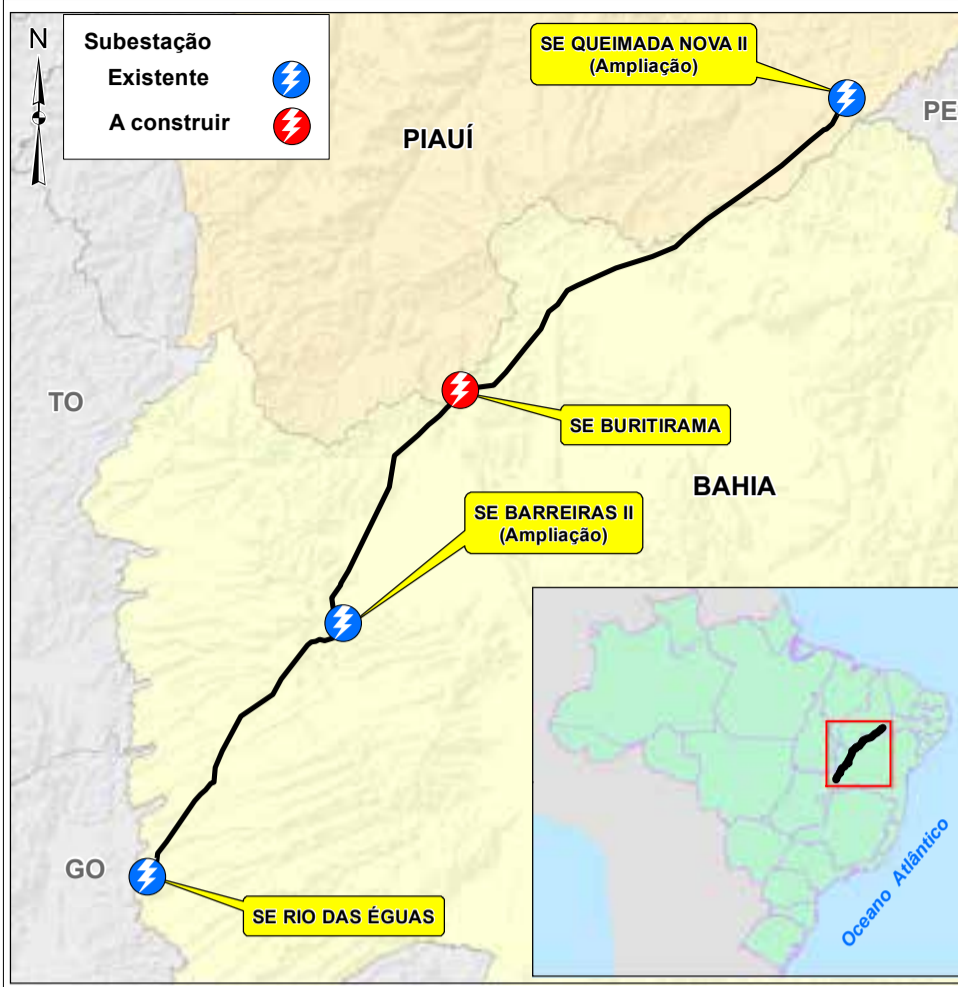 N
Subestação
Existente
A construir
SE QUEIMADA NOVA II
(Ampliação)
PE
PIAUÍ
TO
SE BURITIRAMA
BAHIA
SE BARREIRAS II
(Ampliação)
GO
SE RIO DAS ÉGUAS
Oceano Atlântico